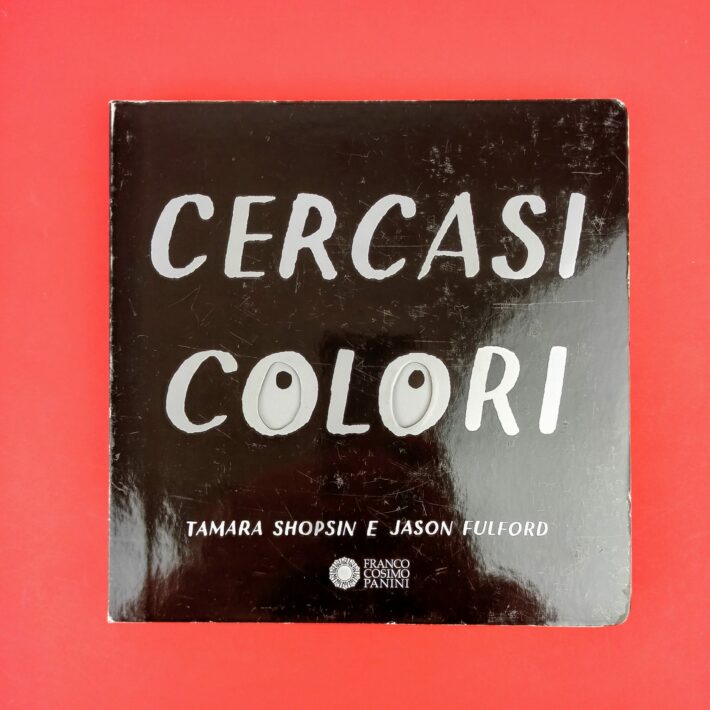 CERCASI
COLORI
TAMARA SHOPSIN E JASON FULFORD
FRANCO
COSIMO
PANINI